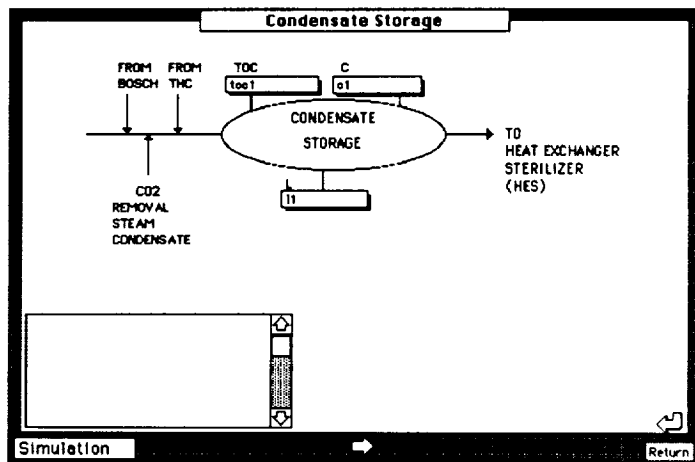 Condensate Storage
FROM
BOSCH
FROM
THC
TOC
toc1
C
c1
CONDENSATE
STORAGE
TO
HEAT EXCHANGER
STERILIZER
(HES)
L
l1
CO2
REMOVAL
STEAM
CONDENSATE
Simulation
Return